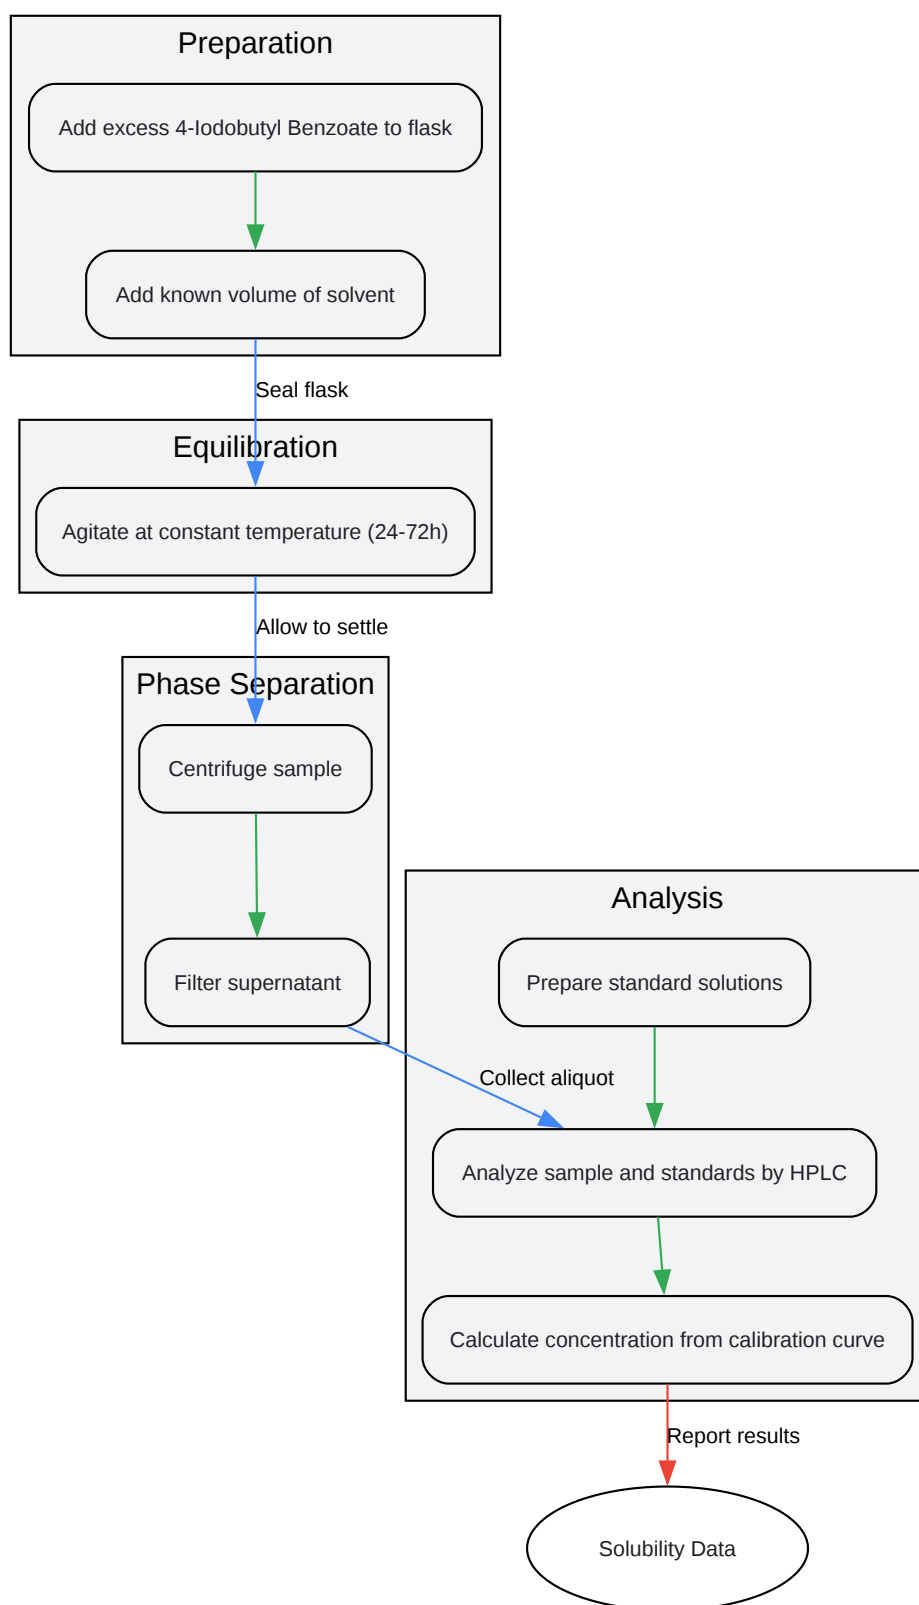 Preparation
Add excess 4-Iodobutyl Benzoate to flask
Add known volume of solvent
Seal flask
Equilibration
Agitate at constant temperature (24-72h)
Allow to settle
Phase Separation
Centrifuge sample
Filter supernatant
Analysis
Prepare standard solutions
Collect aliquot
Analyze sample and standards by HPLC
Calculate concentration from calibration curve
Report results
Solubility Data